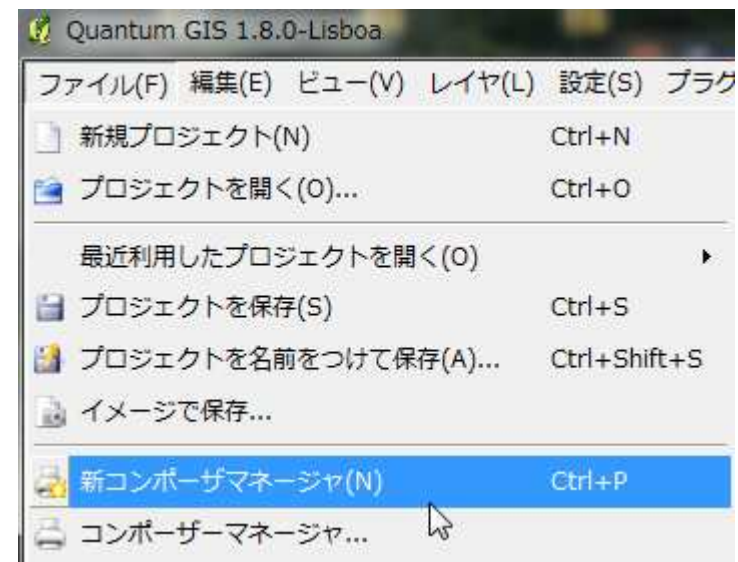 Quantum GIS 1.8.0-Lisboa
ファイル(F) 編集(E) ビュー(V) レイヤ(L) 設定(S) プラグ
新規プロジェクト(N) Ctrl+N
プロジェクトを開く(O)... Ctrl+O
最近利用したプロジェクトを開く(O)
プロジェクトを保存(S) Ctrl+S
プロジェクトを名前をつけて保存(A)... Ctrl+Shift+S
イメージで保存...
新コンポーザマネージャ(N) Ctrl+P
コンポーザーマネージャ...